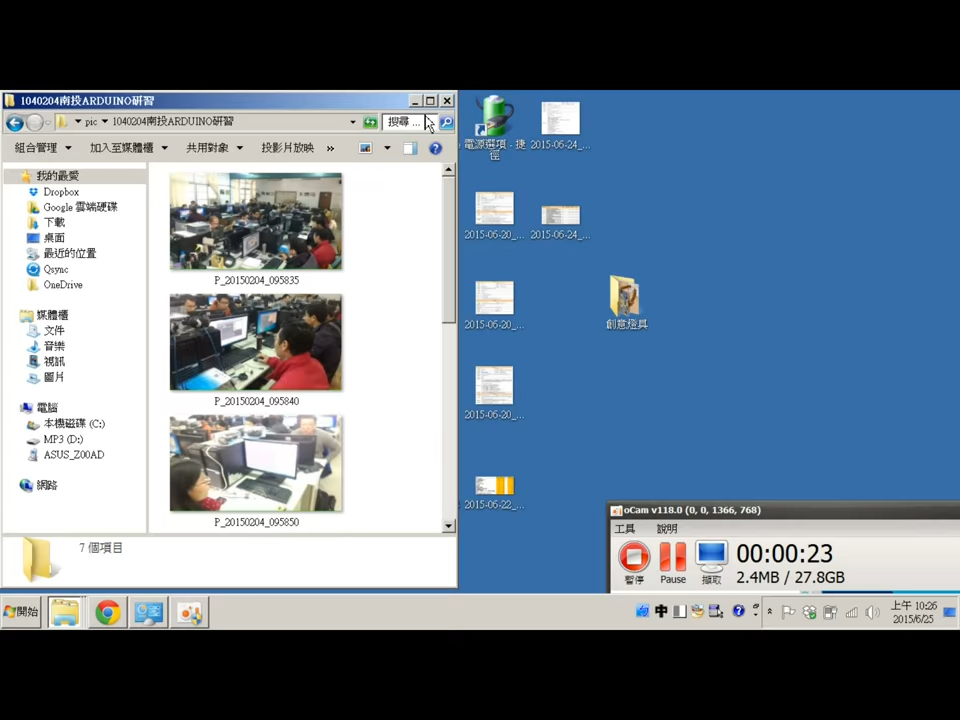 1040204南投ARDUINO研習
pic 1040204南投ARDUINO研習
搜尋 ...
組合管理 加入至媒體櫃 共用對象 投影片放映 »
我的最愛
Dropbox
Google 雲端硬碟
下載
桌面
最近的位置
Qsync
OneDrive
媒體櫃
文件
音樂
視訊
圖片
電腦
本機磁碟 (C:)
MP3 (D:)
ASUS_Z00AD
網路
P_20150204_095835
P_20150204_095840
P_20150204_095850
7 個項目
電源選項 - 捷徑
2015-06-24_...
2015-06-20_...
2015-06-24_...
2015-06-20_...
創意燈具
2015-06-20_...
2015-06-22_...
oCam v118.0 (0, 0, 1366, 768)
工具 說明
暫停
Pause
擷取
00:00:23
2.4MB / 27.8GB
開始
中
上午 10:26
2015/6/25